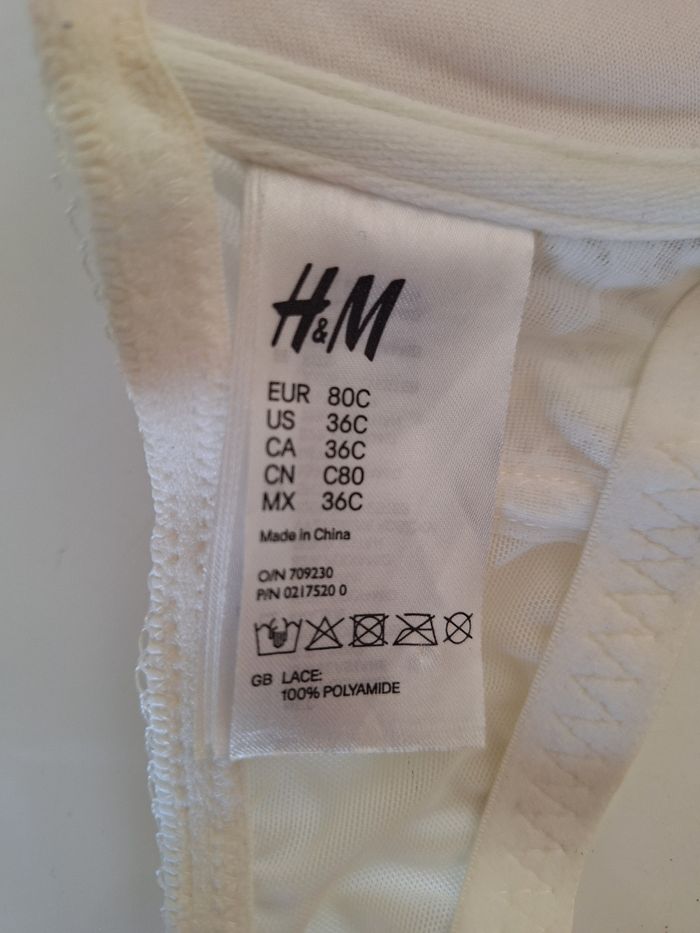 H&M
EUR 80C
US 36C
CA 36C
CN C80
MX 36C
Made in China
O/N 709230
P/N 0217520 0
GB LACE:
100% POLYAMIDE